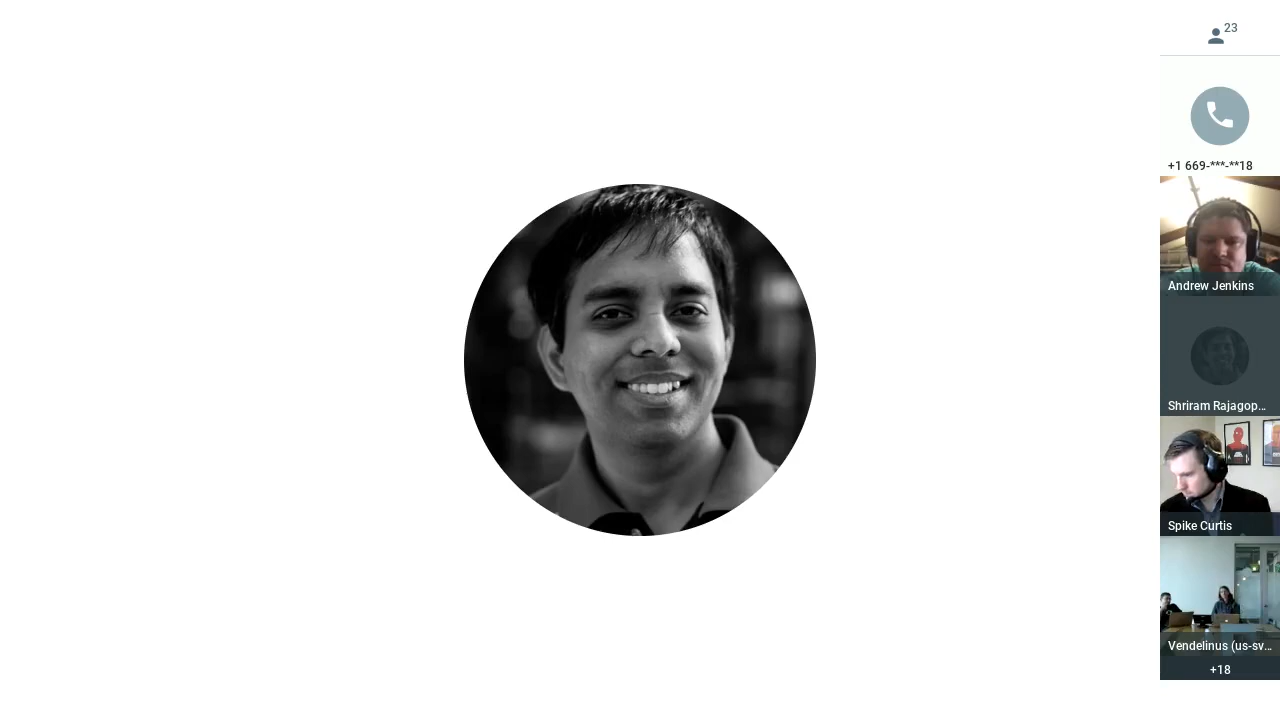 23
+1 669-***-**18
Andrew Jenkins
Shriram Rajagop...
Spike Curtis
Vendelinus (us-sv...
+18